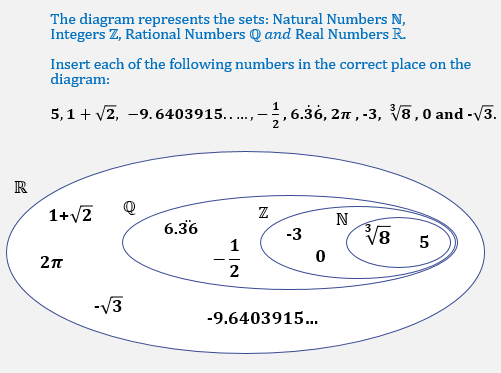 The diagram represents the sets: Natural Numbers ℕ,
Integers ℤ, Rational Numbers ℚ and Real Numbers ℝ.
Insert each of the following numbers in the correct place on the
diagram:
5, 1 + √2, −9.6403915....., −1/2, 6.3̇6̇, 2π, -3, ∛8, 0 and -√3.
ℝ
1+√2
ℚ
6.3̈6
ℤ
ℕ
-3
∛8
5
−1/2
0
2π
-√3
-9.6403915...